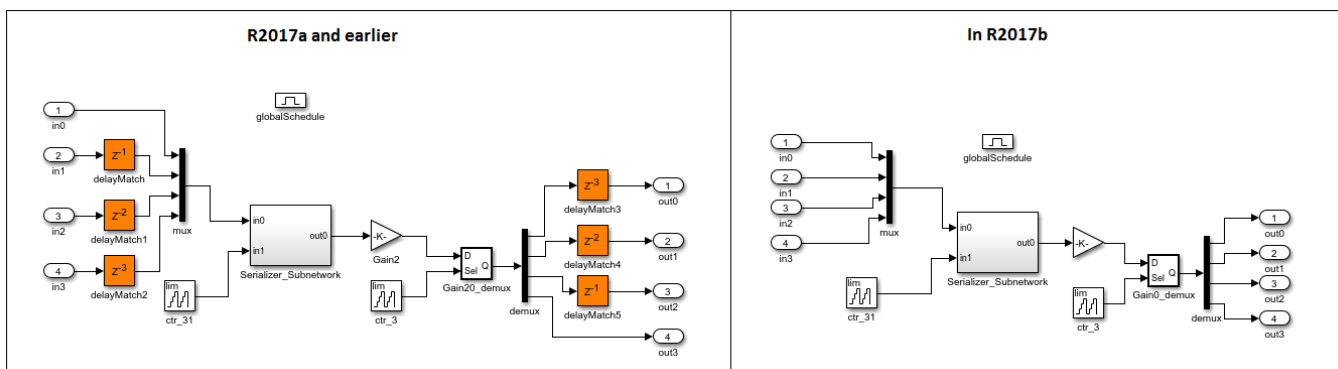 R2017a and earlier
1
in0
globalSchedule
2
in1
Z-1
delayMatch
3
in2
Z-2
delayMatch1
4
in3
Z-3
delayMatch2
mux
lim
ctr_31
in0
in1
out0
Serializer_Subnetwork
-K-
Gain2
lim
ctr_3
D
Sel
Q
Gain20_demux
demux
Z-3
delayMatch3
1
out0
Z-2
delayMatch4
2
out1
Z-1
delayMatch5
3
out2
4
out3
In R2017b
1
in0
globalSchedule
2
in1
3
in2
4
in3
mux
lim
ctr_31
in0
in1
out0
Serializer_Subnetwork
-K-
lim
ctr_3
D
Sel
Q
Gain0_demux
demux
1
out0
2
out1
3
out2
4
out3